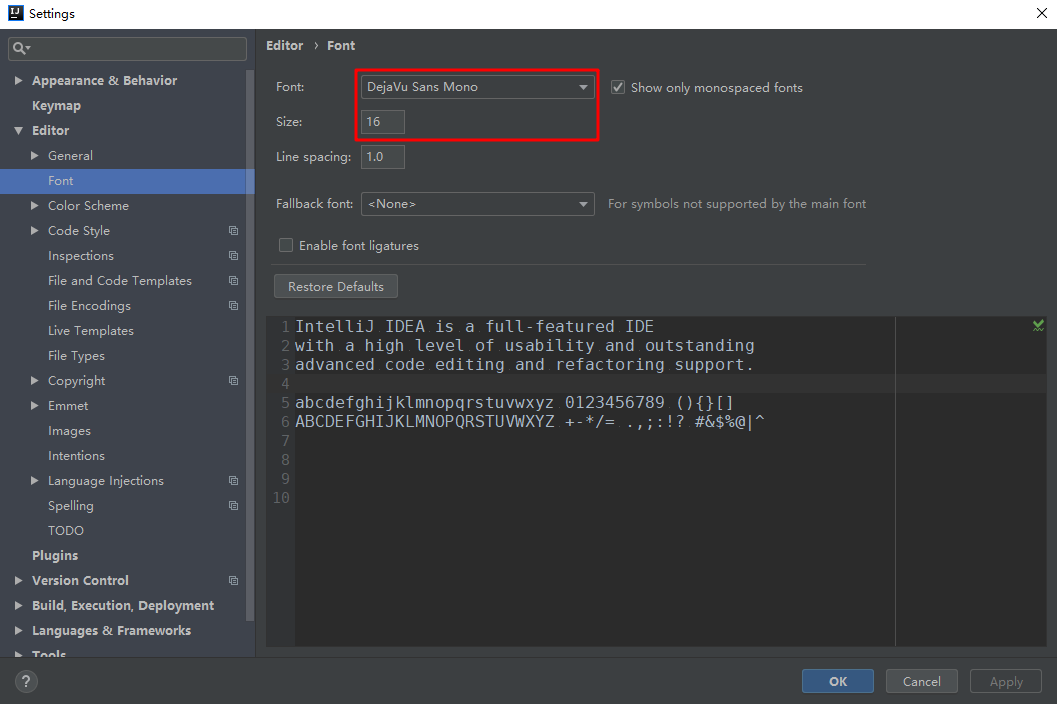 IJ Settings
Appearance & Behavior
Keymap
Editor
General
Font
Color Scheme
Code Style
Inspections
File and Code Templates
File Encodings
Live Templates
File Types
Copyright
Emmet
Images
Intentions
Language Injections
Spelling
TODO
Plugins
Version Control
Build, Execution, Deployment
Languages & Frameworks
Tools
Editor › Font
Font: DejaVu Sans Mono Show only monospaced fonts
Size: 16
Line spacing: 1.0
Fallback font: <None> For symbols not supported by the main font
Enable font ligatures
Restore Defaults
1 IntelliJ IDEA is a full-featured IDE
2 with a high level of usability and outstanding
3 advanced code editing and refactoring support.
4
5 abcdefghijklmnopqrstuvwxyz 0123456789 (){}[]
6 ABCDEFGHIJKLMNOPQRSTUVWXYZ +-*/= .,;:!? #&$%@|^
7
8
9
10
? OK Cancel Apply